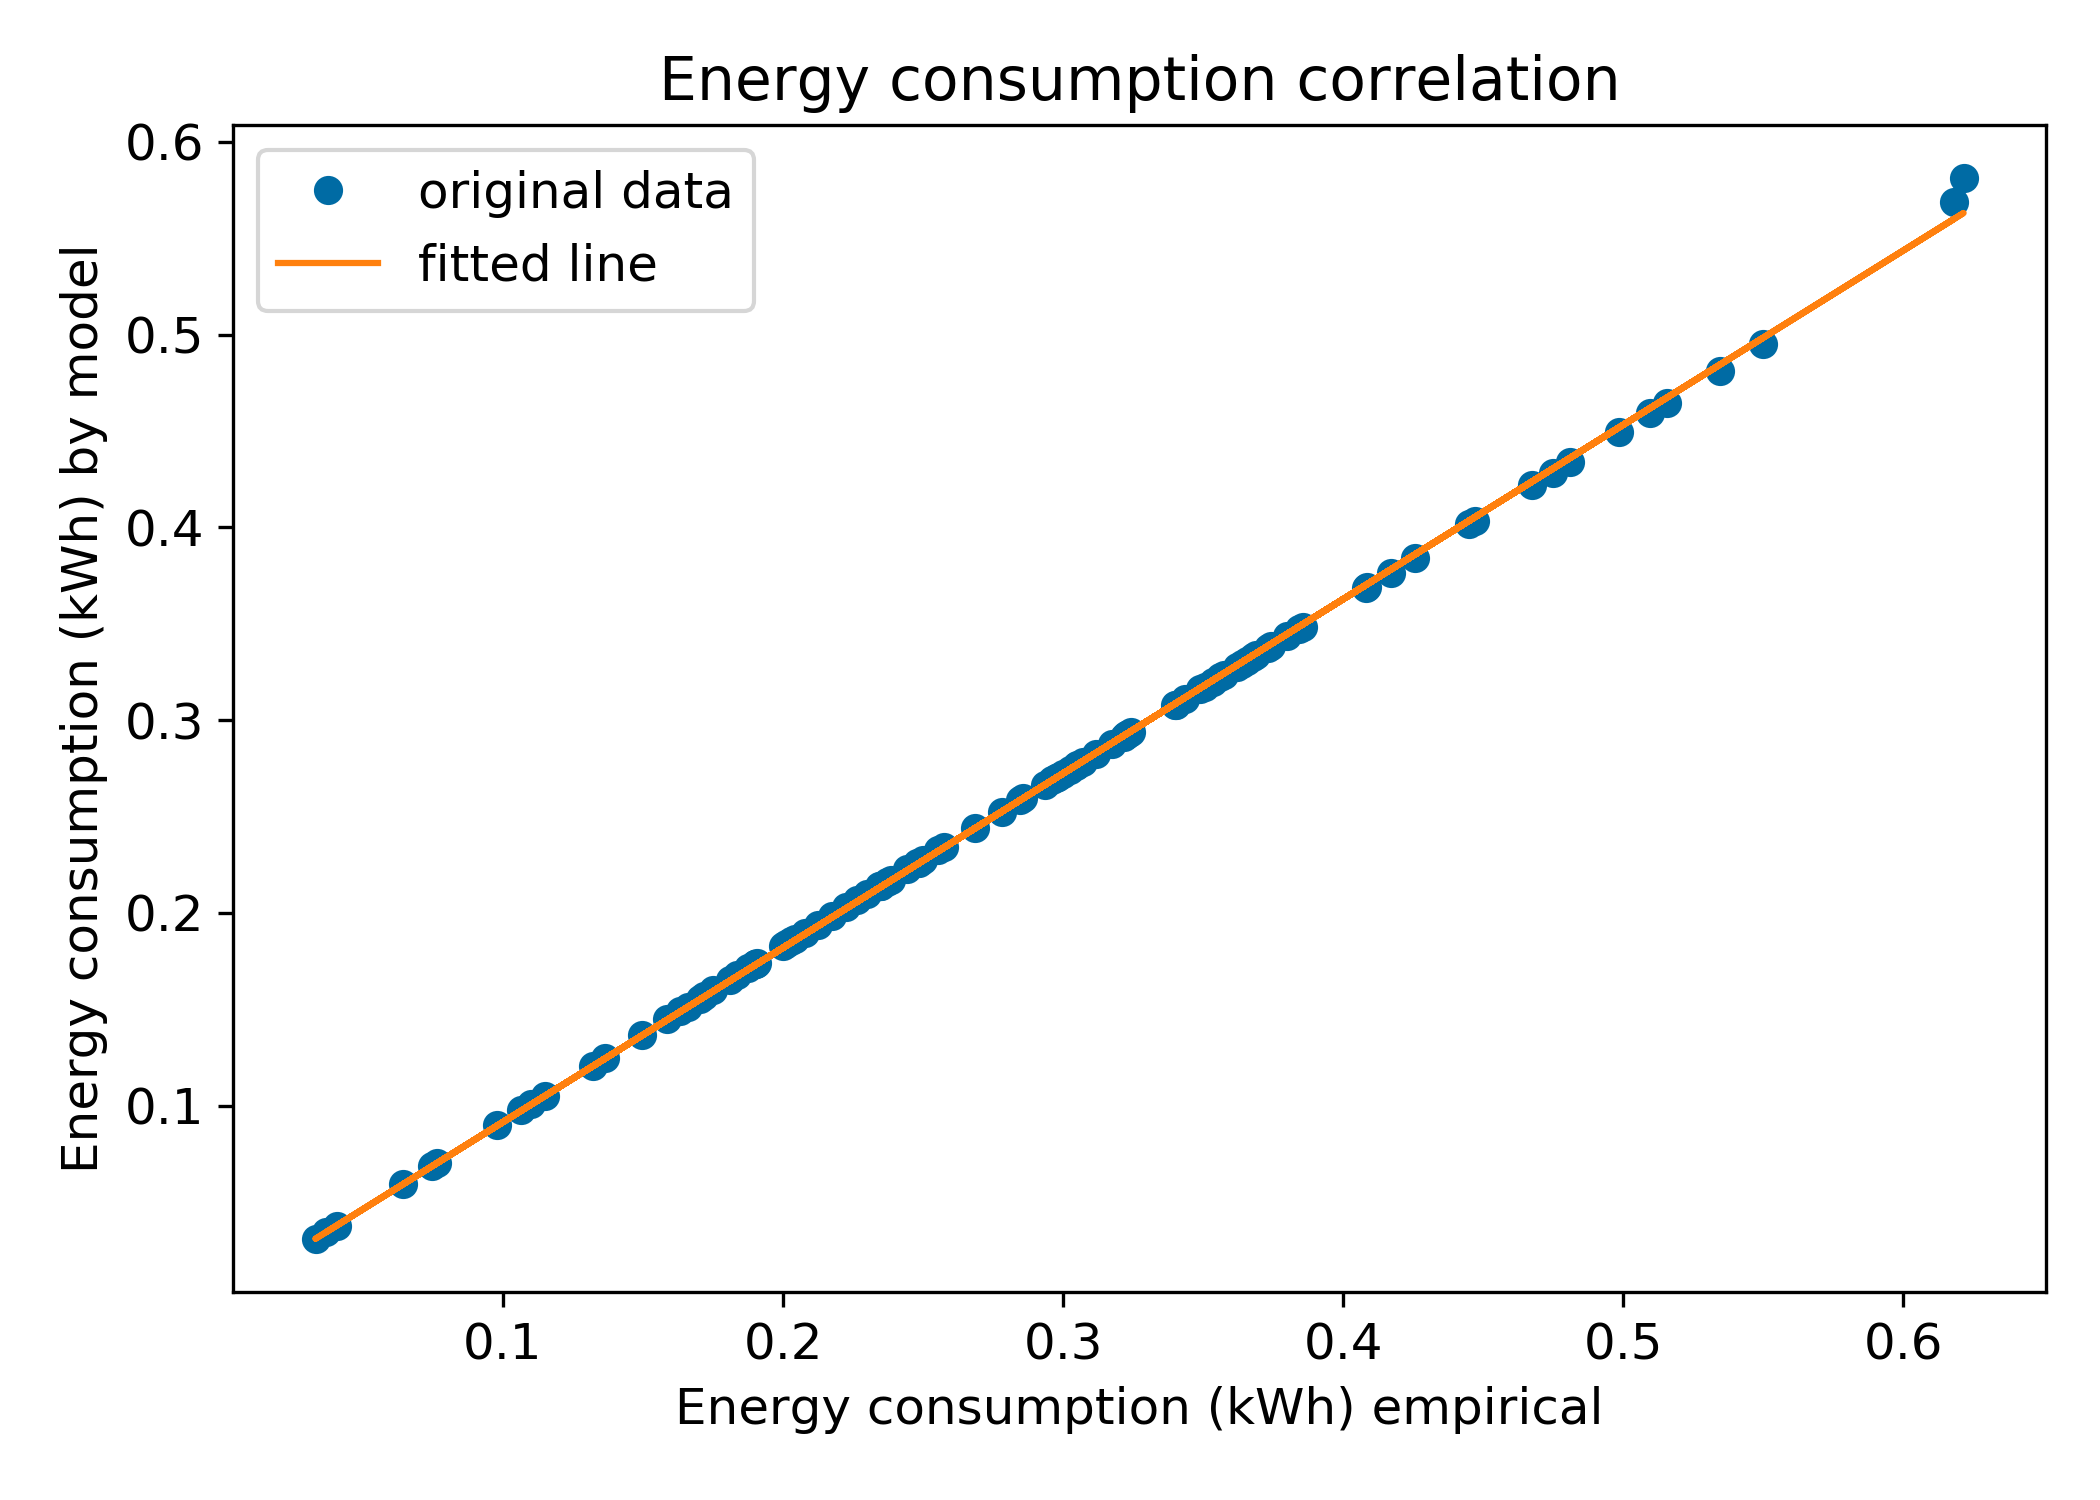 Energy consumption correlation
original data
fitted line
Energy consumption (kWh) by model
0.6
0.5
0.4
0.3
0.2
0.1
0.1 0.2 0.3 0.4 0.5 0.6
Energy consumption (kWh) empirical